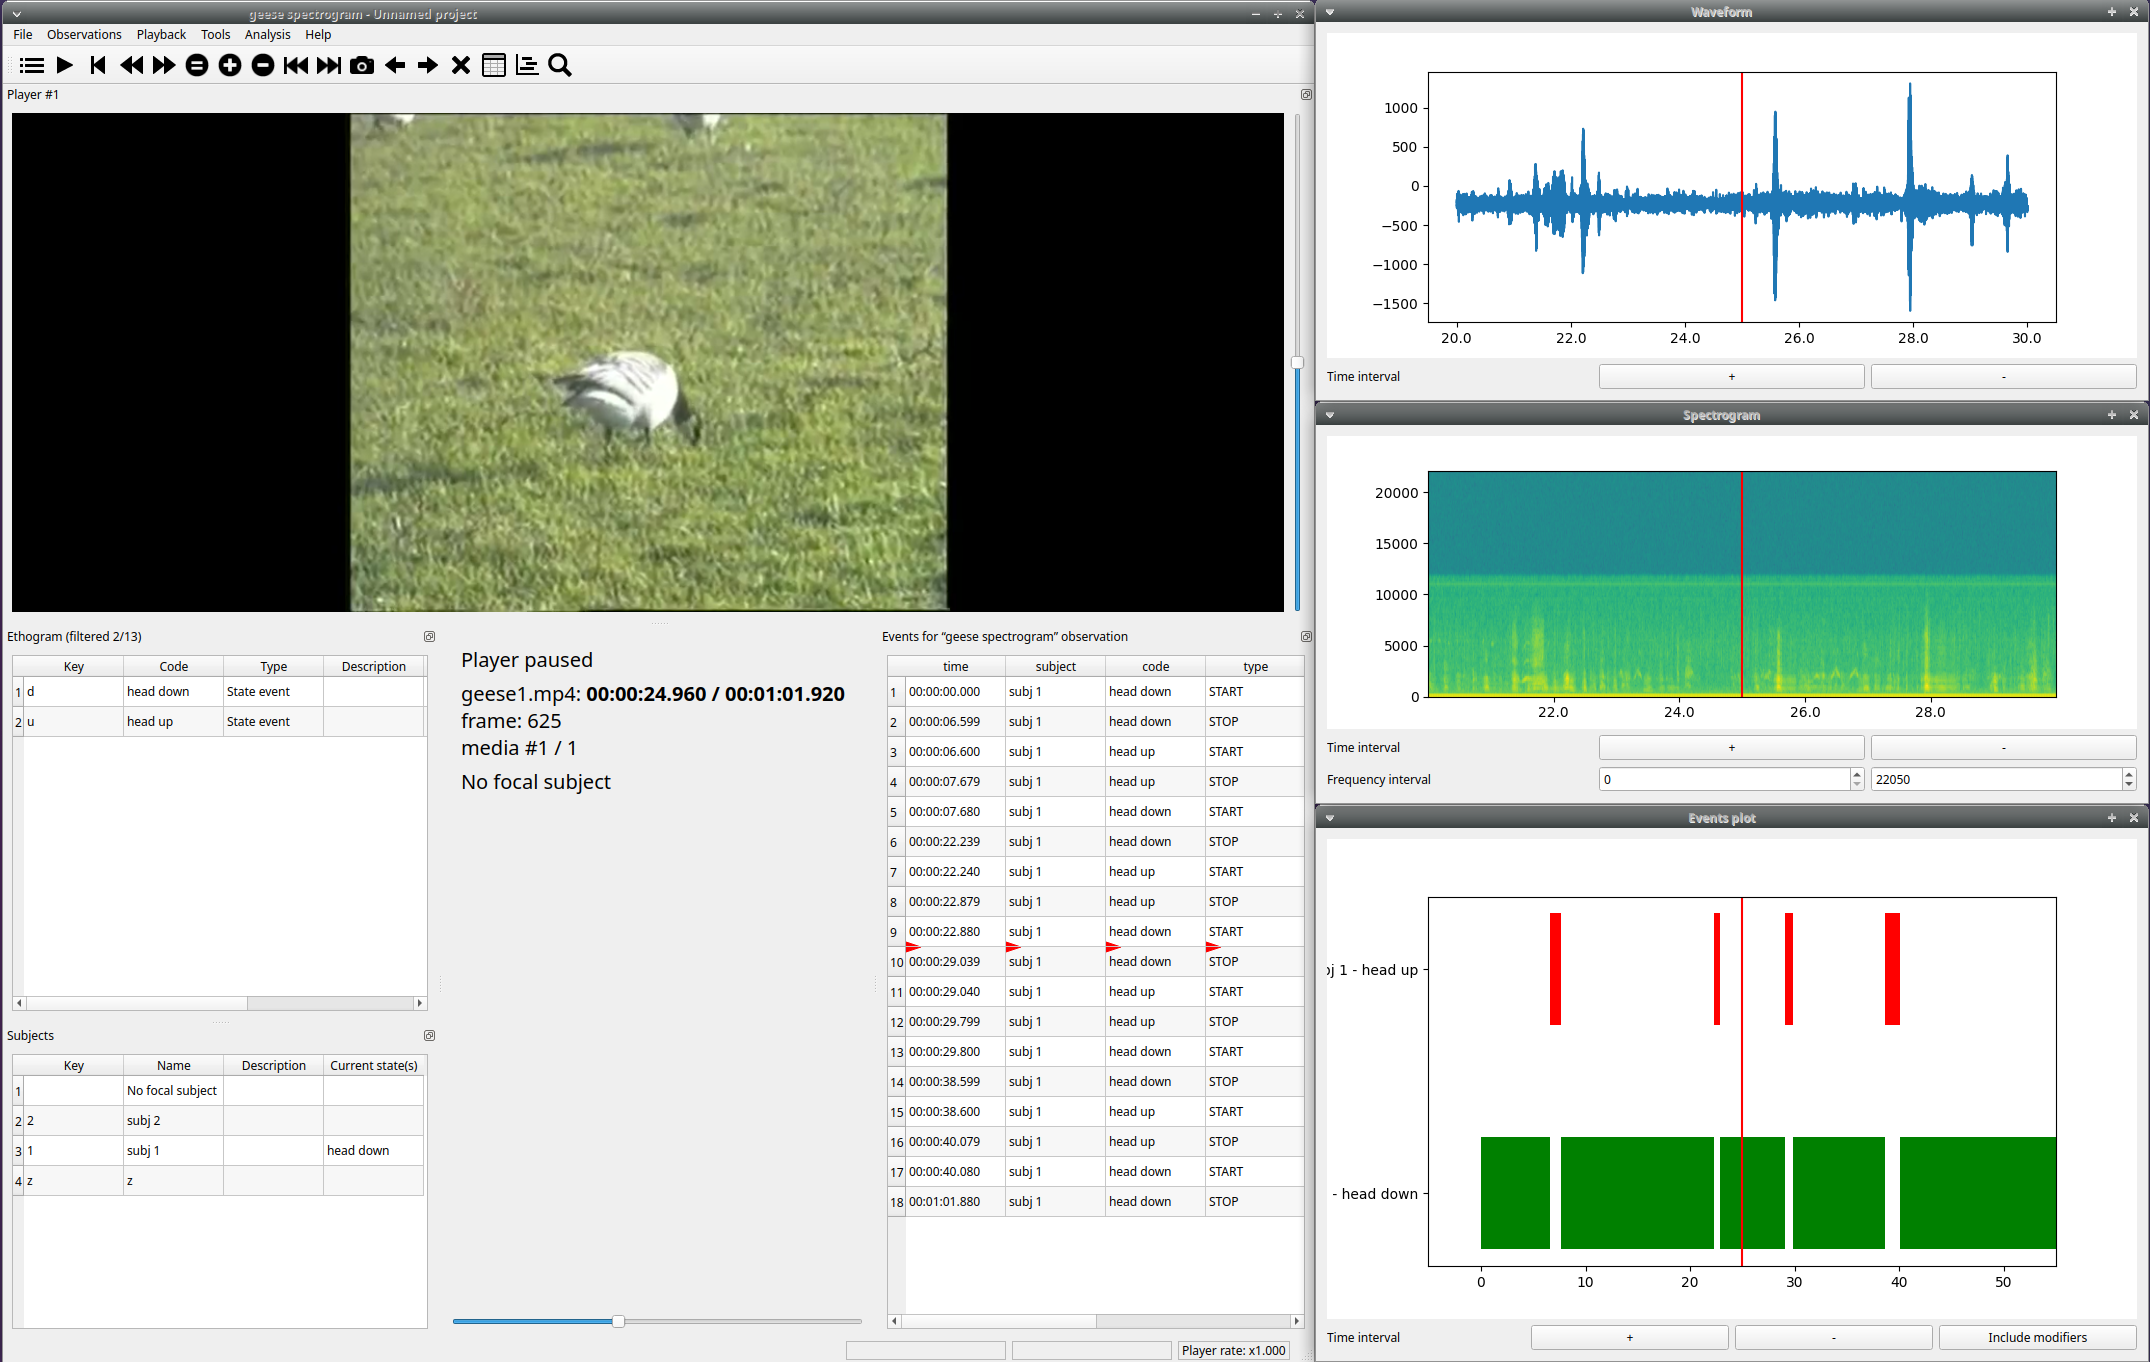 geese spectrogram - Unnamed project
File Observations Playback Tools Analysis Help
Player #1
Ethogram (filtered 2/13)
Key Code Type Description
1 d head down State event
2 u head up State event
Subjects
Key Name Description Current state(s)
1 No focal subject
2 2 subj 2
3 1 subj 1 head down
4 z z
Player paused
geese1.mp4: 00:00:24.960 / 00:01:01.920
frame: 625
media #1 / 1
No focal subject
Events for “geese spectrogram” observation
time subject code type
1 00:00:00.000 subj 1 head down START
2 00:00:06.599 subj 1 head down STOP
3 00:00:06.600 subj 1 head up START
4 00:00:07.679 subj 1 head up STOP
5 00:00:07.680 subj 1 head down START
6 00:00:22.239 subj 1 head down STOP
7 00:00:22.240 subj 1 head up START
8 00:00:22.879 subj 1 head up STOP
9 00:00:22.880 subj 1 head down START
10 00:00:29.039 subj 1 head down STOP
11 00:00:29.040 subj 1 head up START
12 00:00:29.799 subj 1 head up STOP
13 00:00:29.800 subj 1 head down START
14 00:00:38.599 subj 1 head down STOP
15 00:00:38.600 subj 1 head up START
16 00:00:40.079 subj 1 head up STOP
17 00:00:40.080 subj 1 head down START
18 00:01:01.880 subj 1 head down STOP
Player rate: x1.000
Waveform
1000
500
0
−500
−1000
−1500
20.0 22.0 24.0 26.0 28.0 30.0
Time interval + -
Spectrogram
20000
15000
10000
5000
0
22.0 24.0 26.0 28.0
Time interval + -
Frequency interval 0 22050
Events plot
bj 1 - head up
- head down
0 10 20 30 40 50
Time interval + - Include modifiers